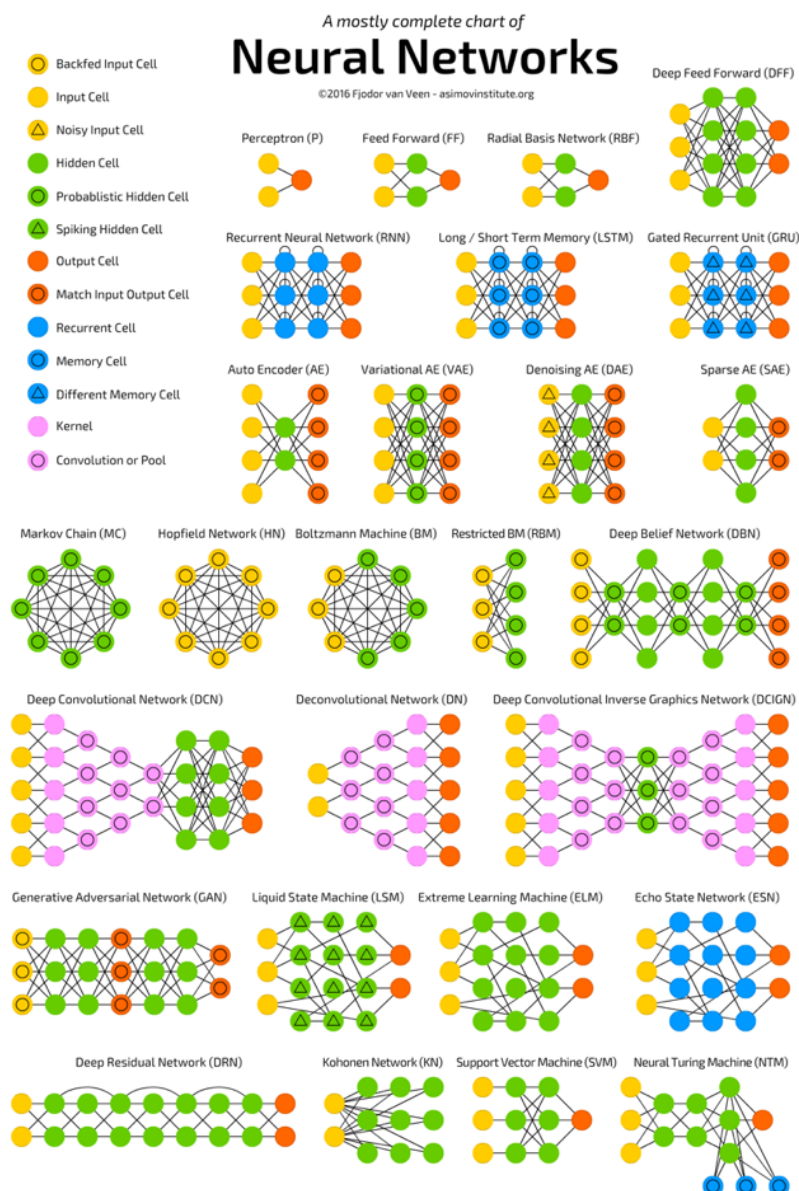 A mostly complete chart of
Neural Networks
©2016 Fjodor van Veen - asimovinstitute.org
Backfed Input Cell
Input Cell
Noisy Input Cell
Hidden Cell
Probablistic Hidden Cell
Spiking Hidden Cell
Output Cell
Match Input Output Cell
Recurrent Cell
Memory Cell
Different Memory Cell
Kernel
Convolution or Pool
Deep Feed Forward (DFF)
Perceptron (P)
Feed Forward (FF)
Radial Basis Network (RBF)
Recurrent Neural Network (RNN)
Long / Short Term Memory (LSTM)
Gated Recurrent Unit (GRU)
Auto Encoder (AE)
Variational AE (VAE)
Denoising AE (DAE)
Sparse AE (SAE)
Markov Chain (MC)
Hopfield Network (HN)
Boltzmann Machine (BM)
Restricted BM (RBM)
Deep Belief Network (DBN)
Deep Convolutional Network (DCN)
Deconvolutional Network (DN)
Deep Convolutional Inverse Graphics Network (DCIGN)
Generative Adversarial Network (GAN)
Liquid State Machine (LSM)
Extreme Learning Machine (ELM)
Echo State Network (ESN)
Deep Residual Network (DRN)
Kohonen Network (KN)
Support Vector Machine (SVM)
Neural Turing Machine (NTM)